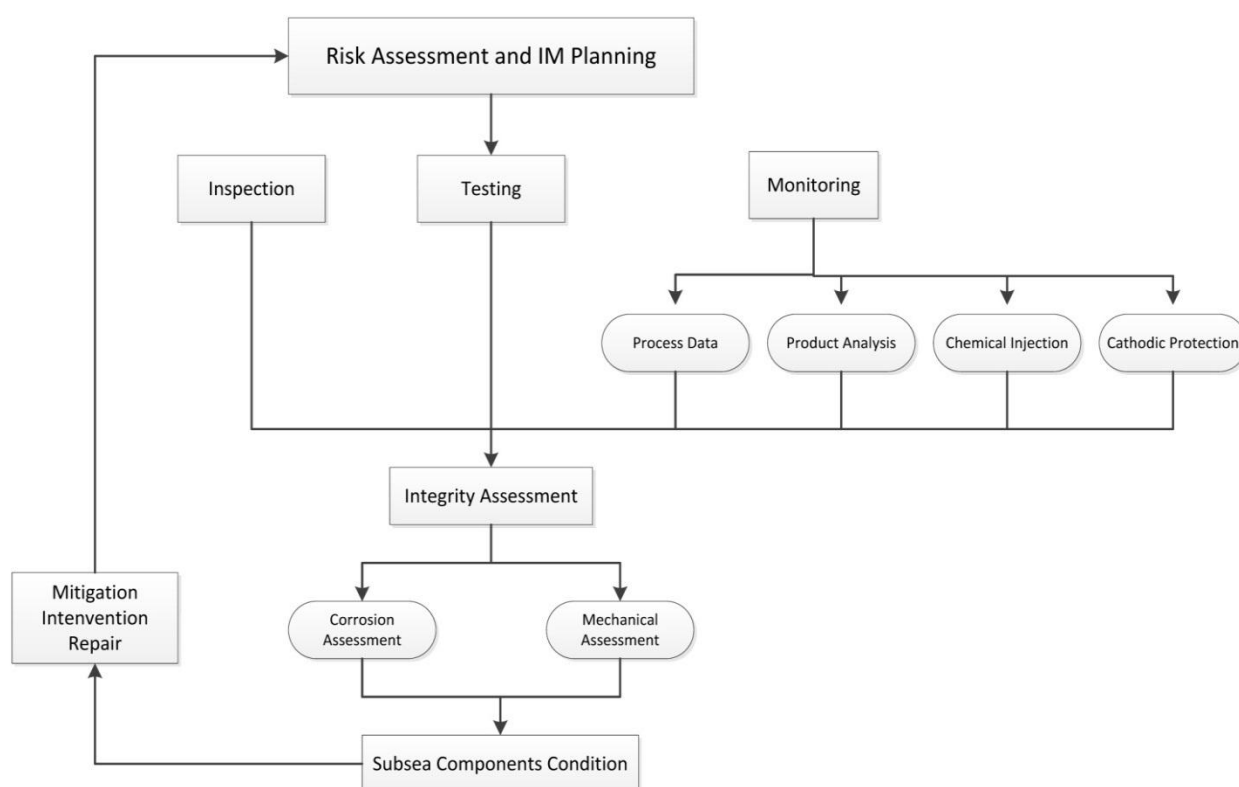 Risk Assessment and IM Planning
Inspection
Testing
Monitoring
Process Data
Product Analysis
Chemical Injection
Cathodic Protection
Integrity Assessment
Mitigation
Intenvention
Repair
Corrosion
Assessment
Mechanical
Assessment
Subsea Components Condition